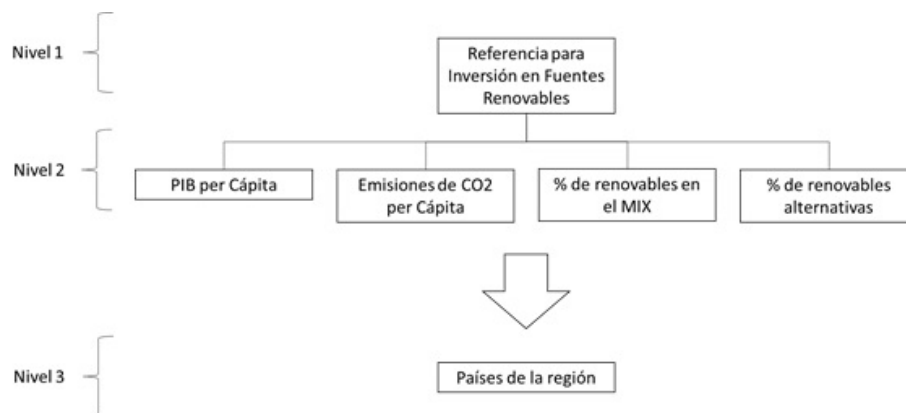 Nivel 1
Referencia para
Inversión en Fuentes
Renovables
Nivel 2
PIB per Cápita
Emisiones de CO2
per Cápita
% de renovables en
el MIX
% de renovables
alternativas
Nivel 3
Países de la región